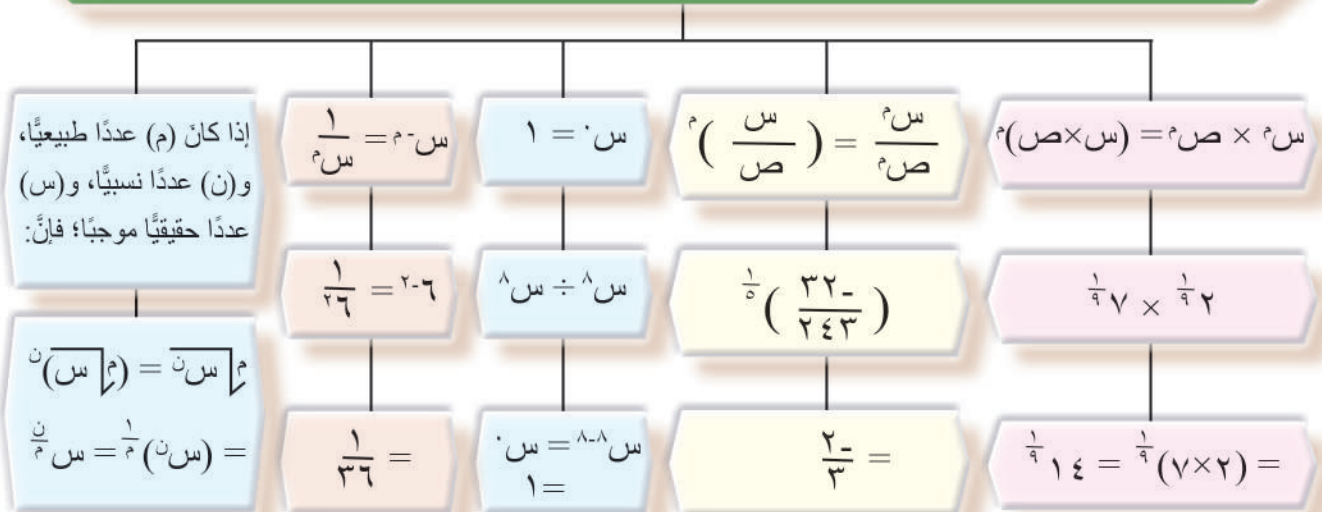 س^م × ص^م = (س×ص)^م
٢^(١/٩) × ٧^(١/٩)
= (٢×٧)^(١/٩) = ١٤^(١/٩)
س^م / ص^م = (س / ص)^م
(-٣٢ / ٢٤٣)^(١/٥)
= -٢ / ٣
س^٠ = ١
س^٨ ÷ س^٨
س^(٨-٨) = س^٠
=١
س^(-م) = ١ / س^م
٦^(-٢) = ١ / ٦^٢
= ١ / ٣٦
إذا كانَ (م) عددًا طبيعيًّا،
و(ن) عددًا نسبيًّا، و(س)
عددًا حقيقيًّا موجبًا؛ فإنَّ:
م√(س^ن) = (م√س)^ن
= (س^ن)^(١/م) = س^(ن/م)